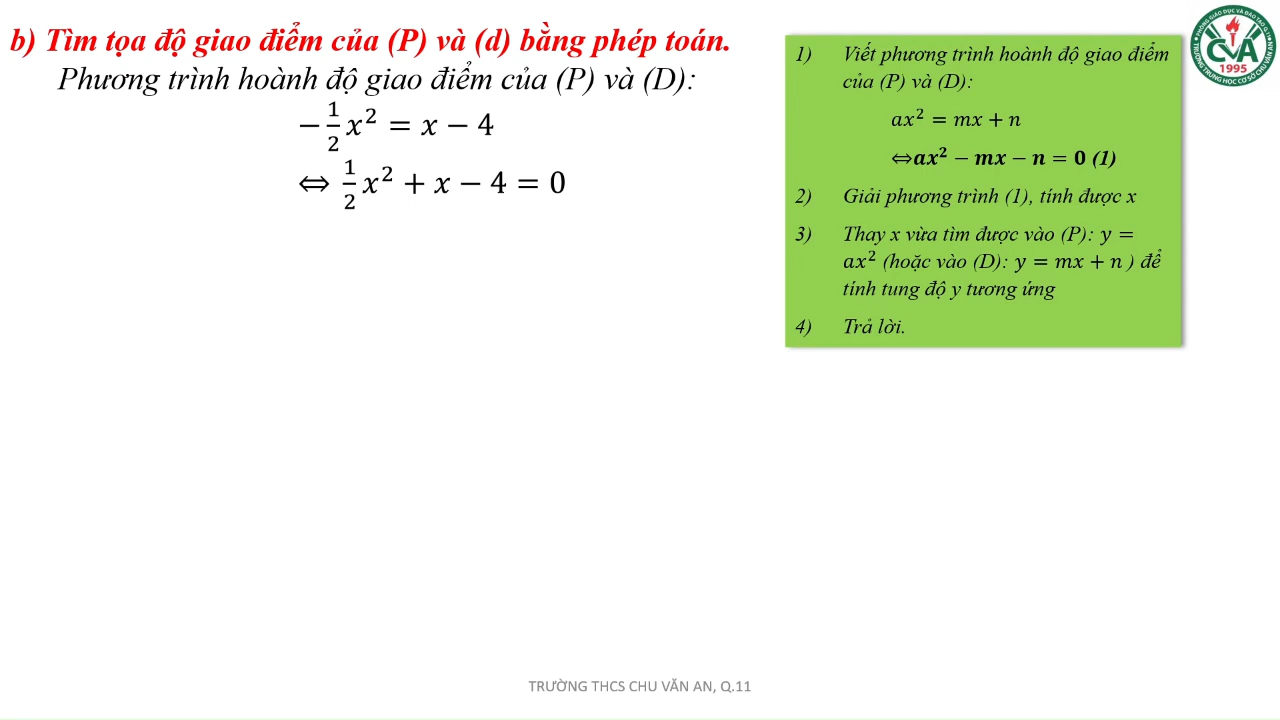 b) Tìm tọa độ giao điểm của (P) và (d) bằng phép toán.
Phương trình hoành độ giao điểm của (P) và (D):
−1/2 x² = x − 4
⇔ 1/2 x² + x − 4 = 0
1) Viết phương trình hoành độ giao điểm
của (P) và (D):
ax² = mx + n
⇔ax² − mx − n = 0 (1)
2) Giải phương trình (1), tính được x
3) Thay x vừa tìm được vào (P): y =
ax² (hoặc vào (D): y = mx + n ) để
tính tung độ y tương ứng
4) Trả lời.
CVA
1995
TRƯỜNG THCS CHU VĂN AN, Q.11